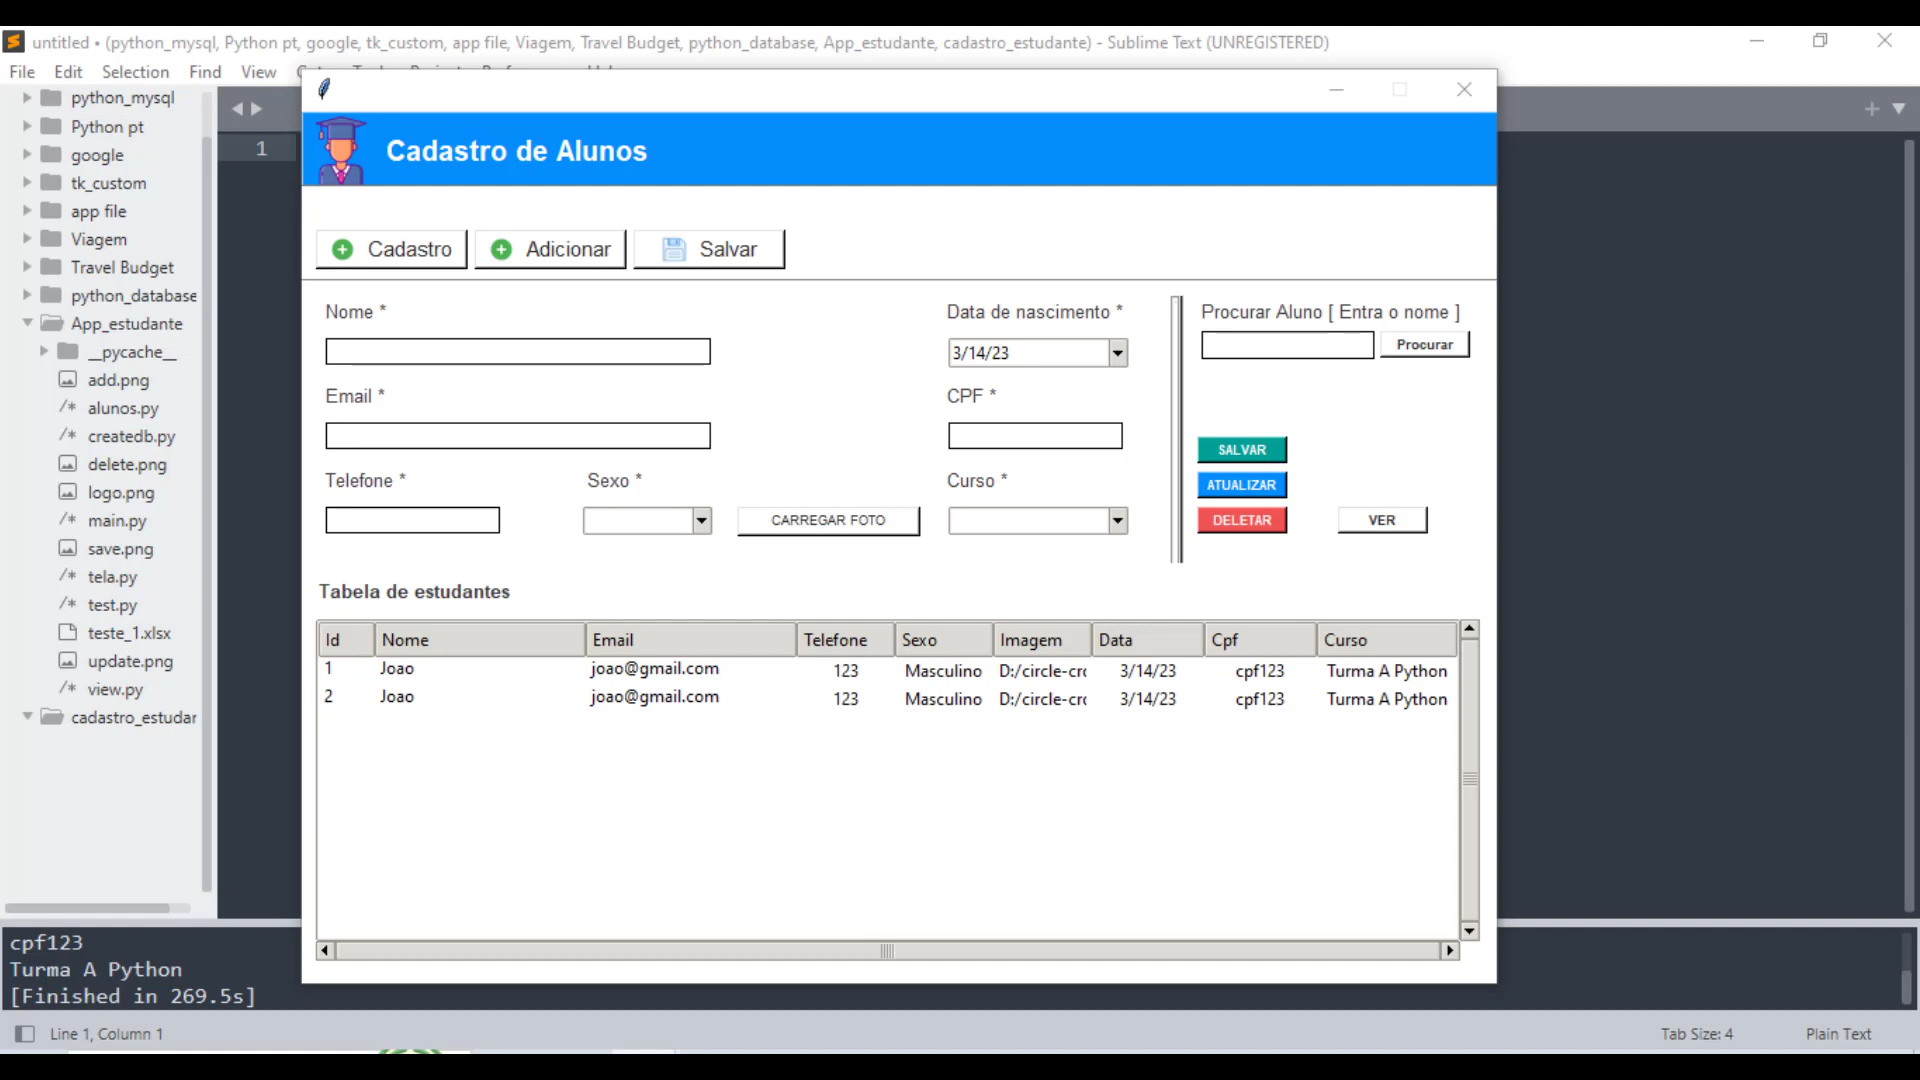 untitled • (python_mysql, Python pt, google, tk_custom, app file, Viagem, Travel Budget, python_database, App_estudante, cadastro_estudante) - Sublime Text (UNREGISTERED)
File Edit Selection Find View
python_mysql
Python pt
google
tk_custom
app file
Viagem
Travel Budget
python_database
App_estudante
__pycache__
add.png
/* alunos.py
/* createdb.py
delete.png
logo.png
/* main.py
save.png
/* tela.py
/* test.py
teste_1.xlsx
update.png
/* view.py
cadastro_estudar
1
Cadastro de Alunos
Cadastro Adicionar Salvar
Nome * Data de nascimento * Procurar Aluno [ Entra o nome ]
3/14/23 Procurar
Email * CPF *
SALVAR
Telefone * Sexo * Curso * ATUALIZAR
CARREGAR FOTO DELETAR VER
Tabela de estudantes
Id Nome Email Telefone Sexo Imagem Data Cpf Curso
1 Joao joao@gmail.com 123 Masculino D:/circle-crc 3/14/23 cpf123 Turma A Python
2 Joao joao@gmail.com 123 Masculino D:/circle-crc 3/14/23 cpf123 Turma A Python
cpf123
Turma A Python
[Finished in 269.5s]
Line 1, Column 1 Tab Size: 4 Plain Text